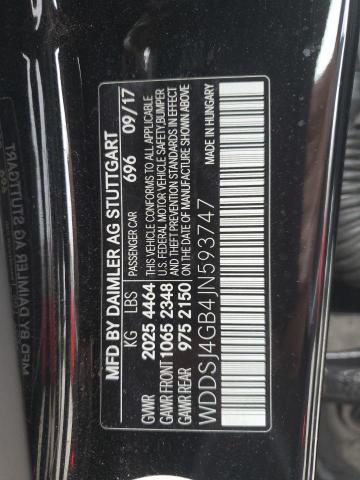 MFD BY DAIMLER AG STUTTGART
PASSENGER CAR 696 09/17
KG LBS
GVWR 2025 4464
GAWR FRONT 1065 2348
GAWR REAR 975 2150
THIS VEHICLE CONFORMS TO ALL APPLICABLE
U.S. FEDERAL MOTOR VEHICLE SAFETY,BUMPER
AND THEFT PREVENTION STANDARDS IN EFFECT
ON THE DATE OF MANUFACTURE SHOWN ABOVE.
MADE IN HUNGARY
WDDSJ4GB4JN593747